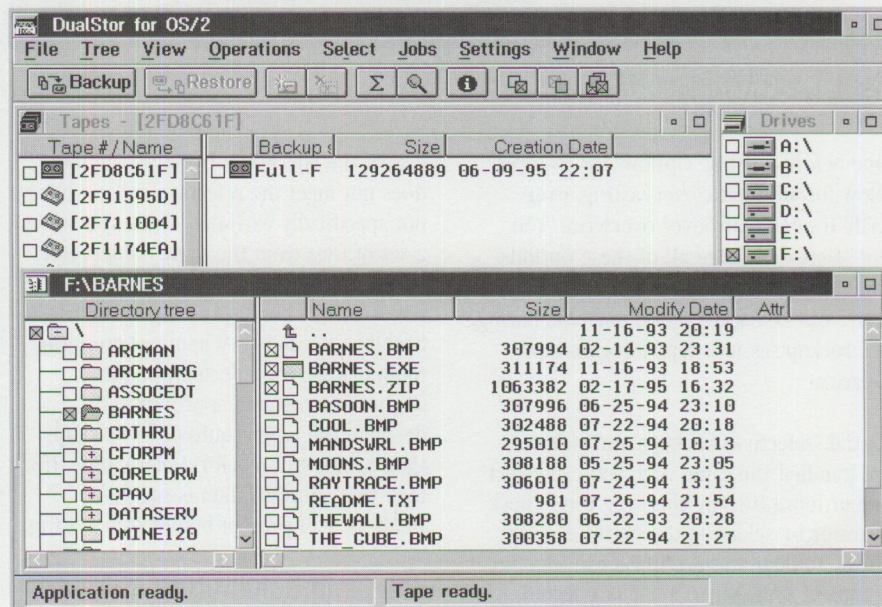 DualStor for OS/2
File Tree View Operations Select Jobs Settings Window Help
Backup Restore Σ
Tapes - [2FD8C61F]
Tape # / Name Backup s Size Creation Date
[2FD8C61F] Full-F 129264889 06-09-95 22:07
[2F91595D]
[2F711004]
[2F1174EA]
Drives
A:\
B:\
C:\
D:\
E:\
F:\
F:\BARNES
Directory tree
\
ARCMAN
ARCMANRG
ASSOCEDT
BARNES
CDTHRU
CFORPM
CORELDRW
CPAV
DATASERV
DMINE120
Name Size Modify Date Attr
.. 11-16-93 20:19
BARNES.BMP 307994 02-14-93 23:31
BARNES.EXE 311174 11-16-93 18:53
BARNES.ZIP 1063382 02-17-95 16:32
BASOON.BMP 307996 06-25-94 23:10
COOL.BMP 302488 07-22-94 20:18
MANDSWRL.BMP 295010 07-25-94 10:13
MOONS.BMP 308188 05-25-94 23:05
RAYTRACE.BMP 306010 07-24-94 13:13
README.TXT 981 07-26-94 21:54
THEWALL.BMP 308280 06-22-93 20:28
THE_CUBE.BMP 300358 07-22-94 21:27
Application ready. Tape ready.